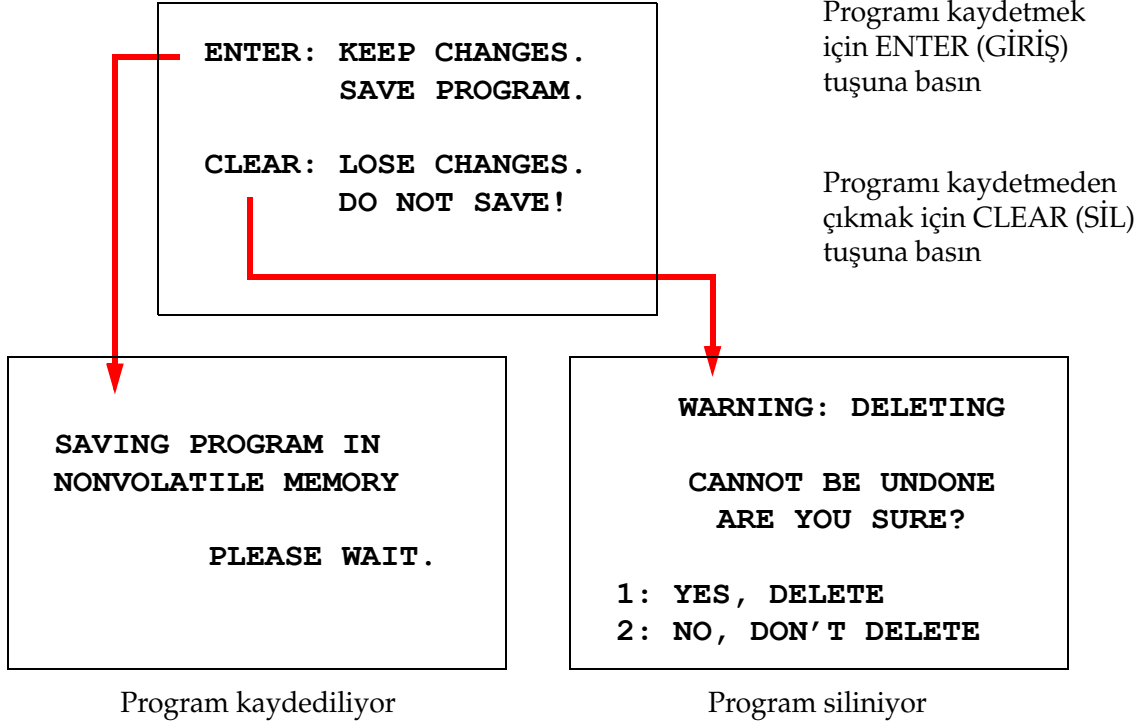 ENTER: KEEP CHANGES.
SAVE PROGRAM.
CLEAR: LOSE CHANGES.
DO NOT SAVE!
Programı kaydetmek
için ENTER (GİRİŞ)
tuşuna basın
Programı kaydetmeden
çıkmak için CLEAR (SİL)
tuşuna basın
SAVING PROGRAM IN
NONVOLATILE MEMORY
PLEASE WAIT.
Program kaydediliyor
WARNING: DELETING
CANNOT BE UNDONE
ARE YOU SURE?
1: YES, DELETE
2: NO, DON’T DELETE
Program siliniyor